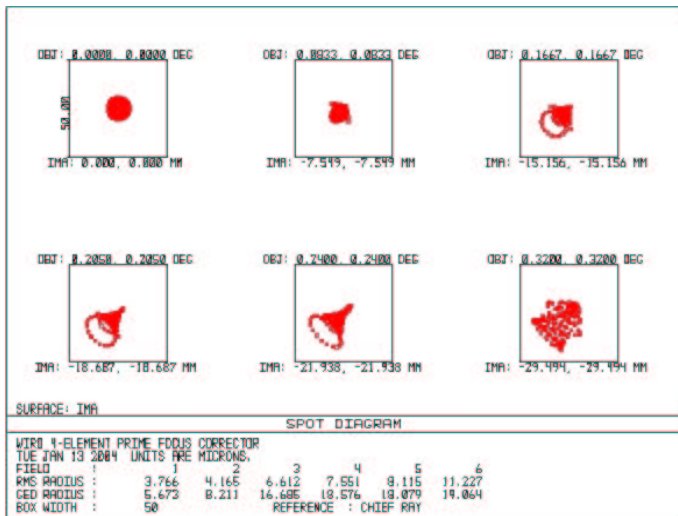 OBJ: 0.0000, 0.0000 DEG
OBJ: 0.0833, 0.0833 DEG
OBJ: 0.1667, 0.1667 DEG
50.00
IMA: 0.000, 0.000 MM
IMA: -7.549, -7.549 MM
IMA: -15.156, -15.156 MM
OBJ: 0.2050, 0.2050 DEG
OBJ: 0.2400, 0.2400 DEG
OBJ: 0.3200, 0.3200 DEG
IMA: -18.687, -18.687 MM
IMA: -21.938, -21.938 MM
IMA: -29.494, -29.494 MM
SURFACE: IMA
SPOT DIAGRAM
WIRO 4-ELEMENT PRIME FOCUS CORRECTOR
TUE JAN 13 2004 UNITS ARE MICRONS.
FIELD : 1 2 3 4 5 6
RMS RADIUS : 3.766 4.165 6.612 7.551 8.115 11.227
GEO RADIUS : 5.673 8.211 16.685 18.576 18.079 19.064
BOX WIDTH : 50 REFERENCE : CHIEF RAY